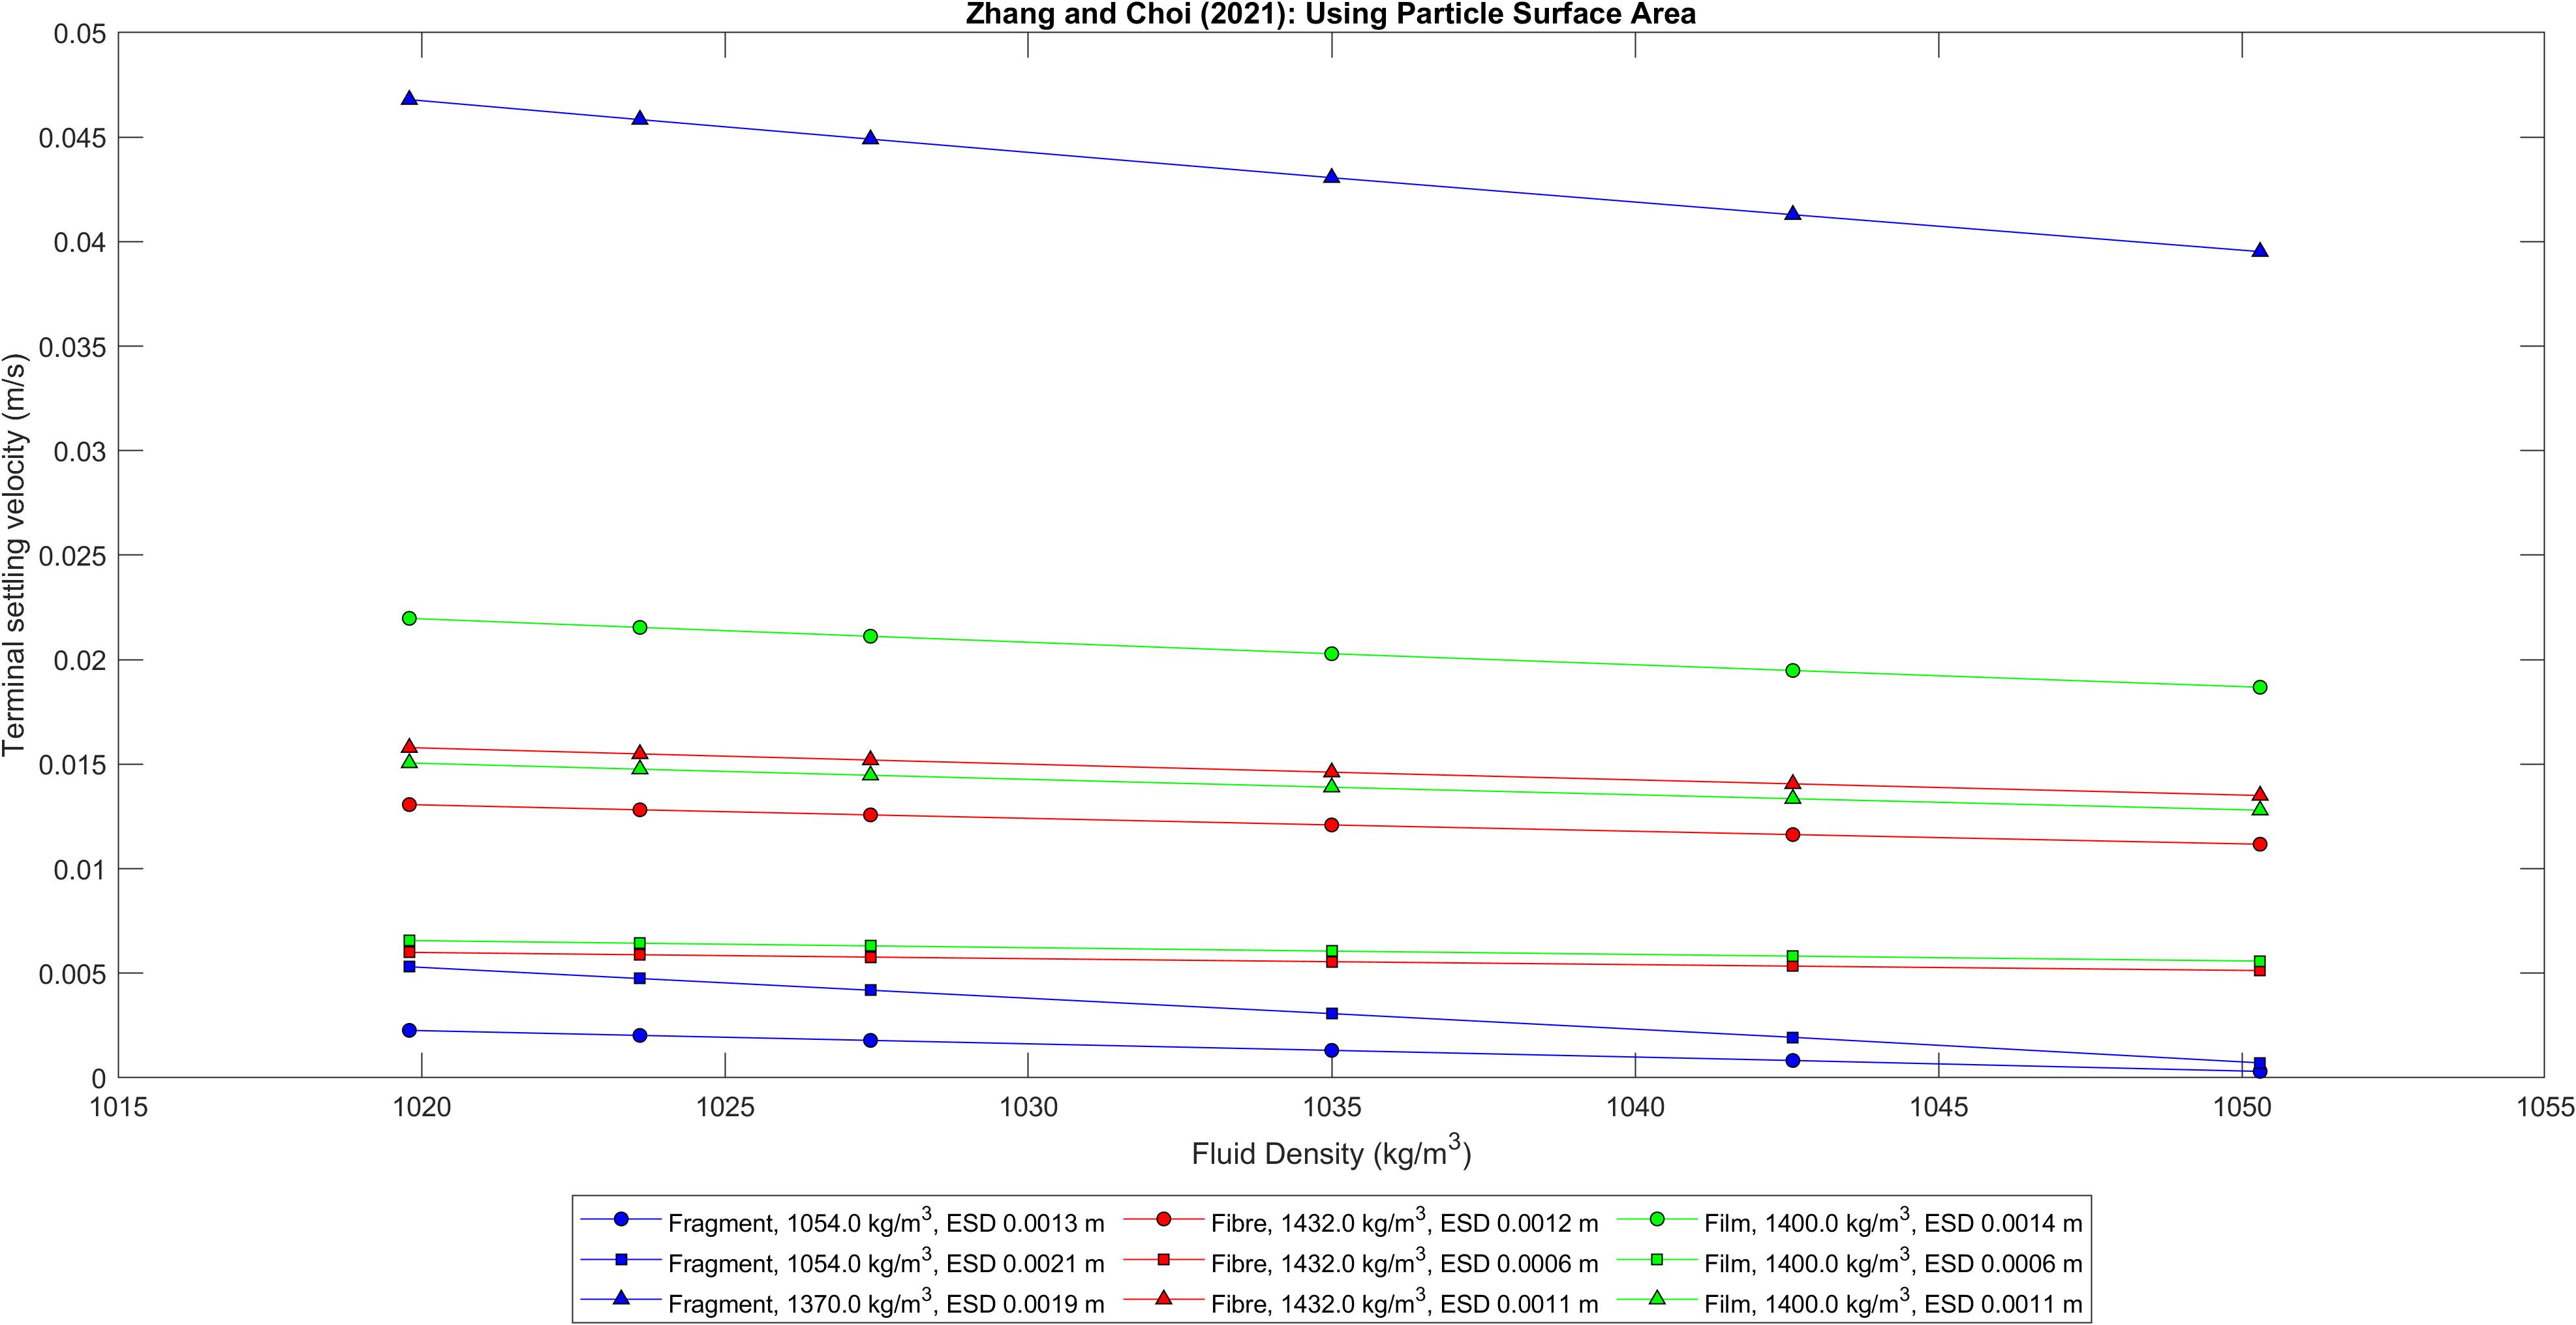 Zhang and Choi (2021): Using Particle Surface Area
Terminal settling velocity (m/s)
0.05
0.045
0.04
0.035
0.03
0.025
0.02
0.015
0.01
0.005
0
1015 1020 1025 1030 1035 1040 1045 1050 1055
Fluid Density (kg/m³)
Fragment, 1054.0 kg/m³, ESD 0.0013 m Fibre, 1432.0 kg/m³, ESD 0.0012 m Film, 1400.0 kg/m³, ESD 0.0014 m
Fragment, 1054.0 kg/m³, ESD 0.0021 m Fibre, 1432.0 kg/m³, ESD 0.0006 m Film, 1400.0 kg/m³, ESD 0.0006 m
Fragment, 1370.0 kg/m³, ESD 0.0019 m Fibre, 1432.0 kg/m³, ESD 0.0011 m Film, 1400.0 kg/m³, ESD 0.0011 m